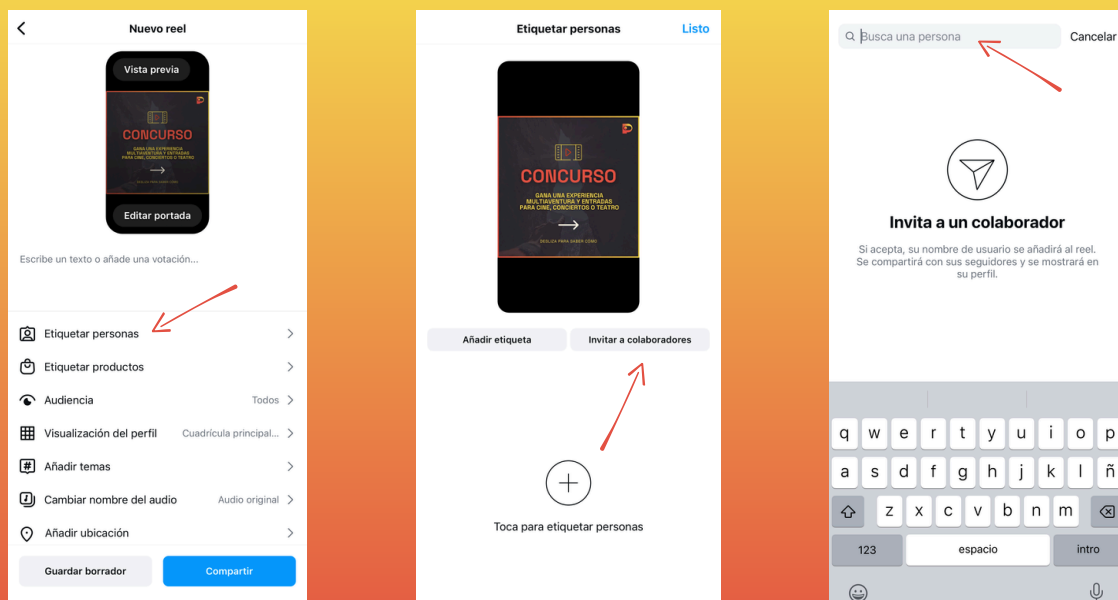 Nuevo reel
Vista previa
CONCURSO
GANA UNA EXPERIENCIA
MULTIAVENTURA Y ENTRADAS
PARA CINE, CONCIERTOS O TEATRO
Editar portada
Escribe un texto o añade una votación...
Etiquetar personas
Etiquetar productos
Audiencia Todos
Visualización del perfil Cuadrícula principal...
Añadir temas
Cambiar nombre del audio Audio original
Añadir ubicación
Guardar borrador Compartir
Etiquetar personas Listo
CONCURSO
GANA UNA EXPERIENCIA
MULTIAVENTURA Y ENTRADAS
PARA CINE, CONCIERTOS O TEATRO
DESLIZA PARA SABER CÓMO
Añadir etiqueta Invitar a colaboradores
Toca para etiquetar personas
Busca una persona Cancelar
Invita a un colaborador
Si acepta, su nombre de usuario se añadirá al reel.
Se compartirá con sus seguidores y se mostrará en
su perfil.
q w e r t y u i o p
a s d f g h j k l ñ
z x c v b n m
123 espacio intro